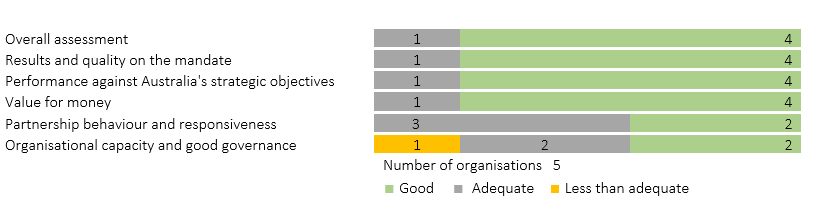 Overall assessment 1 4
Results and quality on the mandate 1 4
Performance against Australia's strategic objectives 1 4
Value for money 1 4
Partnership behaviour and responsiveness 3 2
Organisational capacity and good governance 1 2 2
Number of organisations 5
Good Adequate Less than adequate